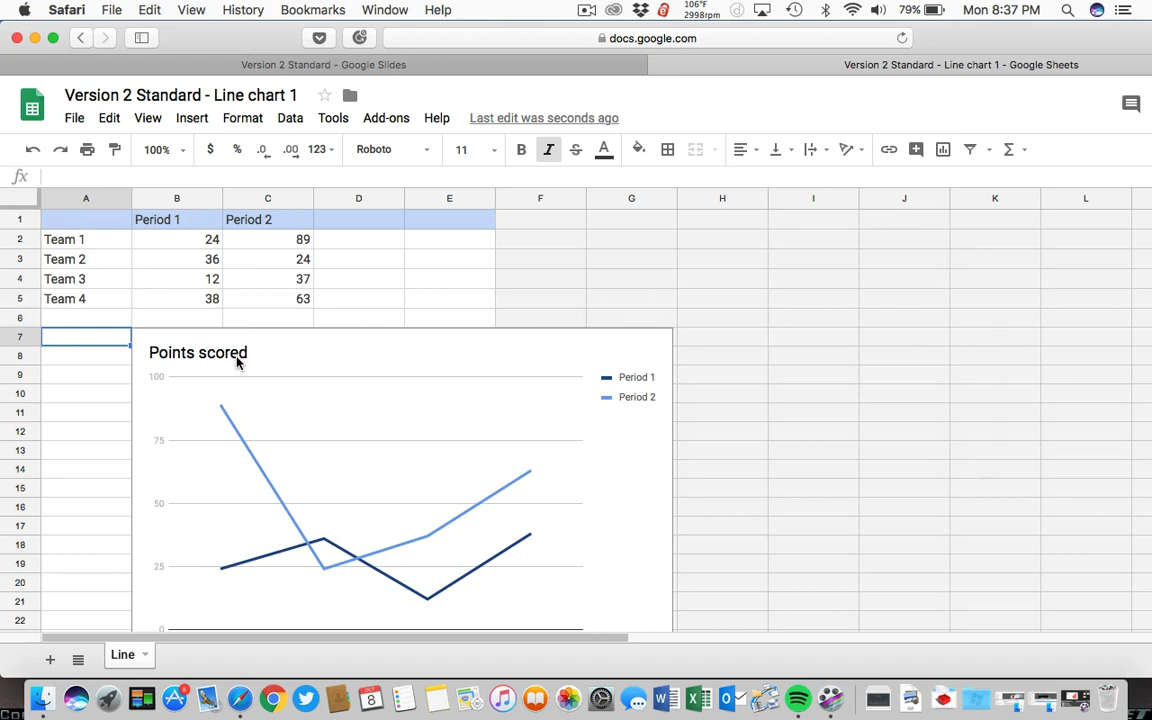 Safari File Edit View History Bookmarks Window Help 106°F 2998rpm 79% Mon 8:37 PM
docs.google.com
Version 2 Standard - Google Slides Version 2 Standard - Line chart 1 - Google Sheets
Version 2 Standard - Line chart 1
File Edit View Insert Format Data Tools Add-ons Help Last edit was seconds ago
100% $ % .0 .00 123 Roboto 11 B I S A Σ
fx
A B C D E F G H I J K L
1 Period 1 Period 2
2 Team 1 24 89
3 Team 2 36 24
4 Team 3 12 37
5 Team 4 38 63
6
7
8 Points scored
9 100 Period 1
10 Period 2
11
12 75
13
14
15
16 50
17
18
19 25
20
21
22 0
+ Line
OCT 8